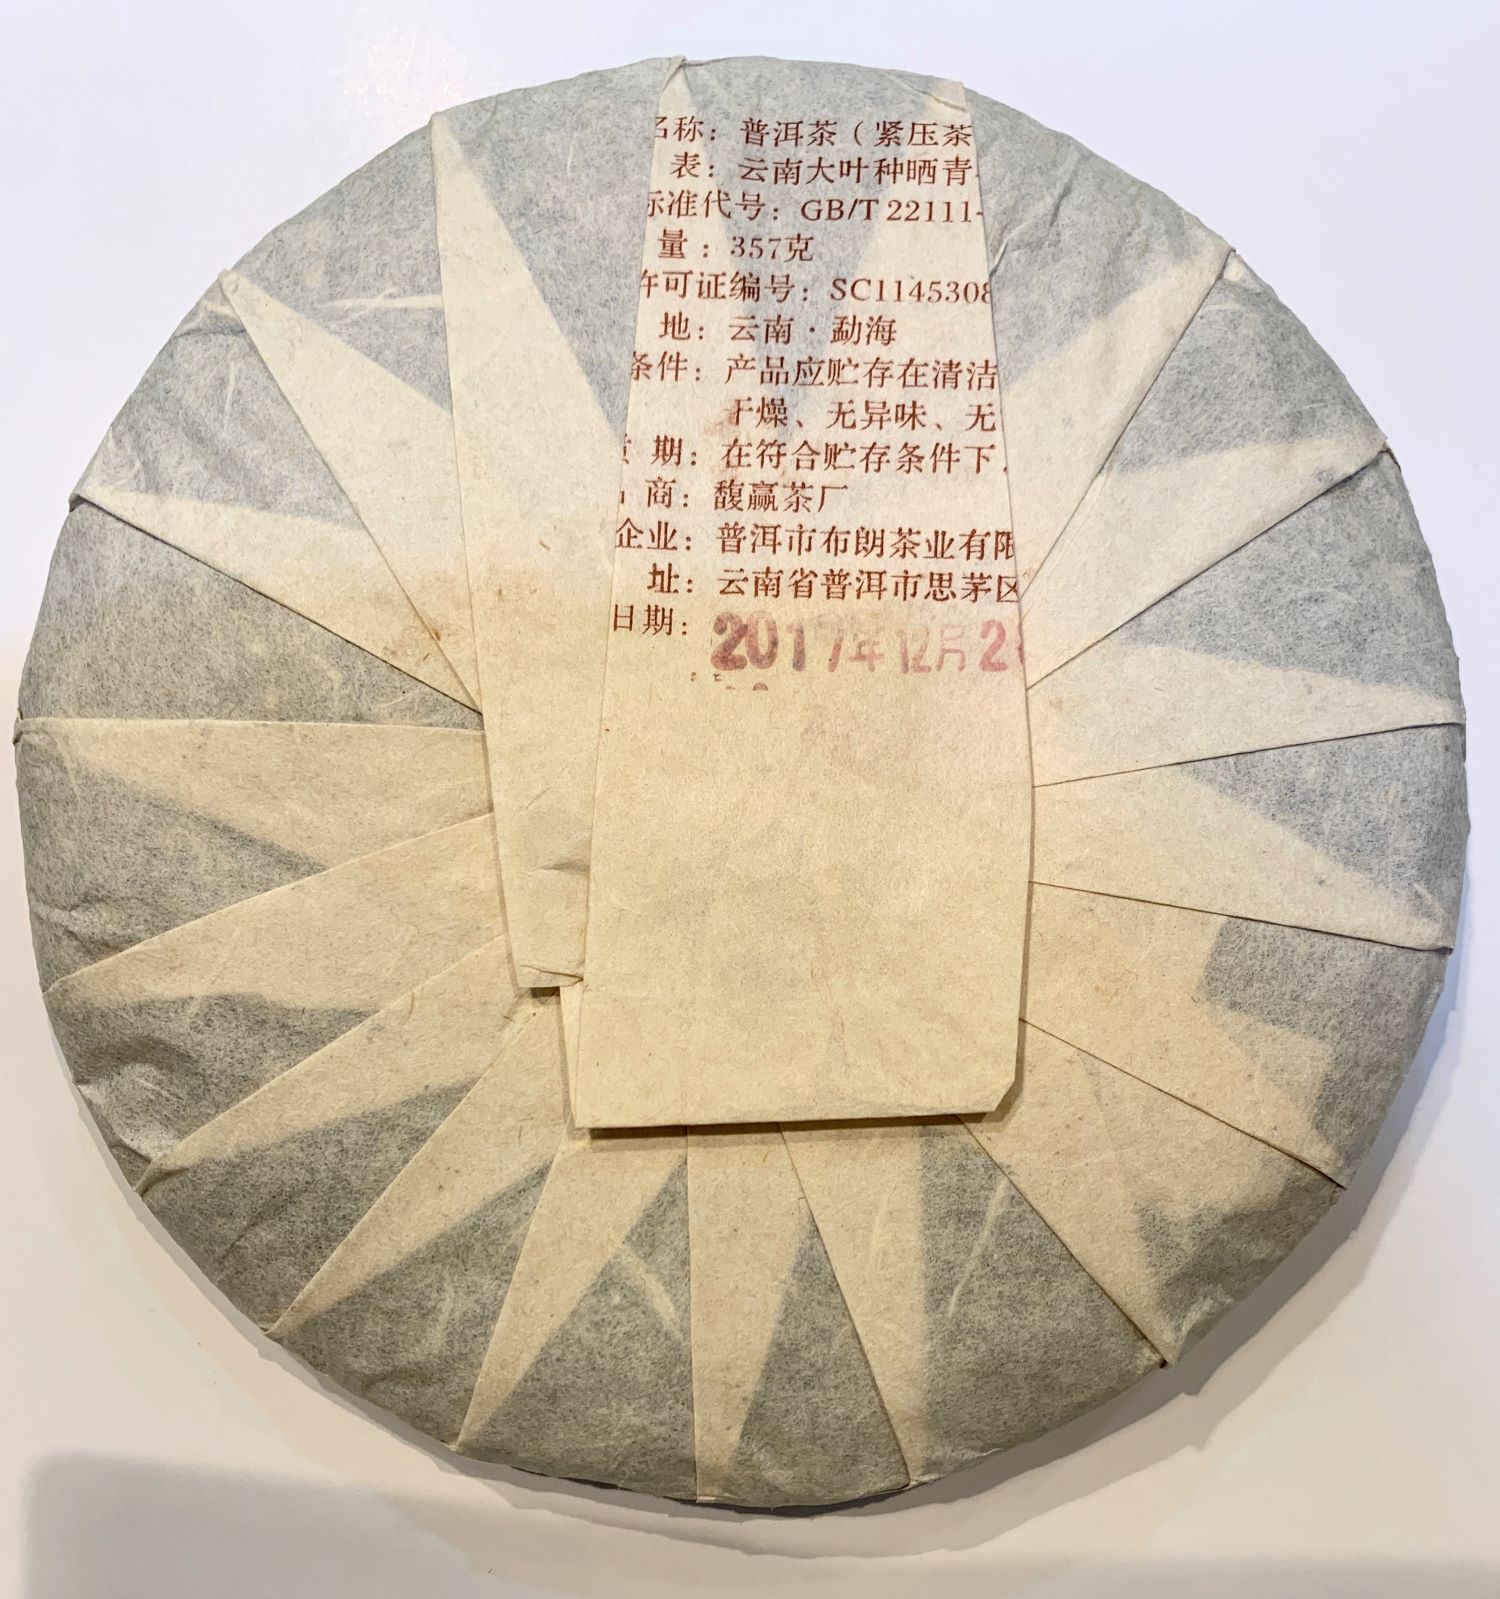 名称：普洱茶（紧压茶
表：云南大叶种晒青
标准代号：GB/T 22111-
量：357克
许可证编号：SC1145308
地：云南·勐海
条件：产品应贮存在清洁
干燥、无异味、无
期：在符合贮存条件下，
商：馥赢茶厂
企业：普洱市布朗茶业有限
址：云南省普洱市思茅区
日期：2017年12月2